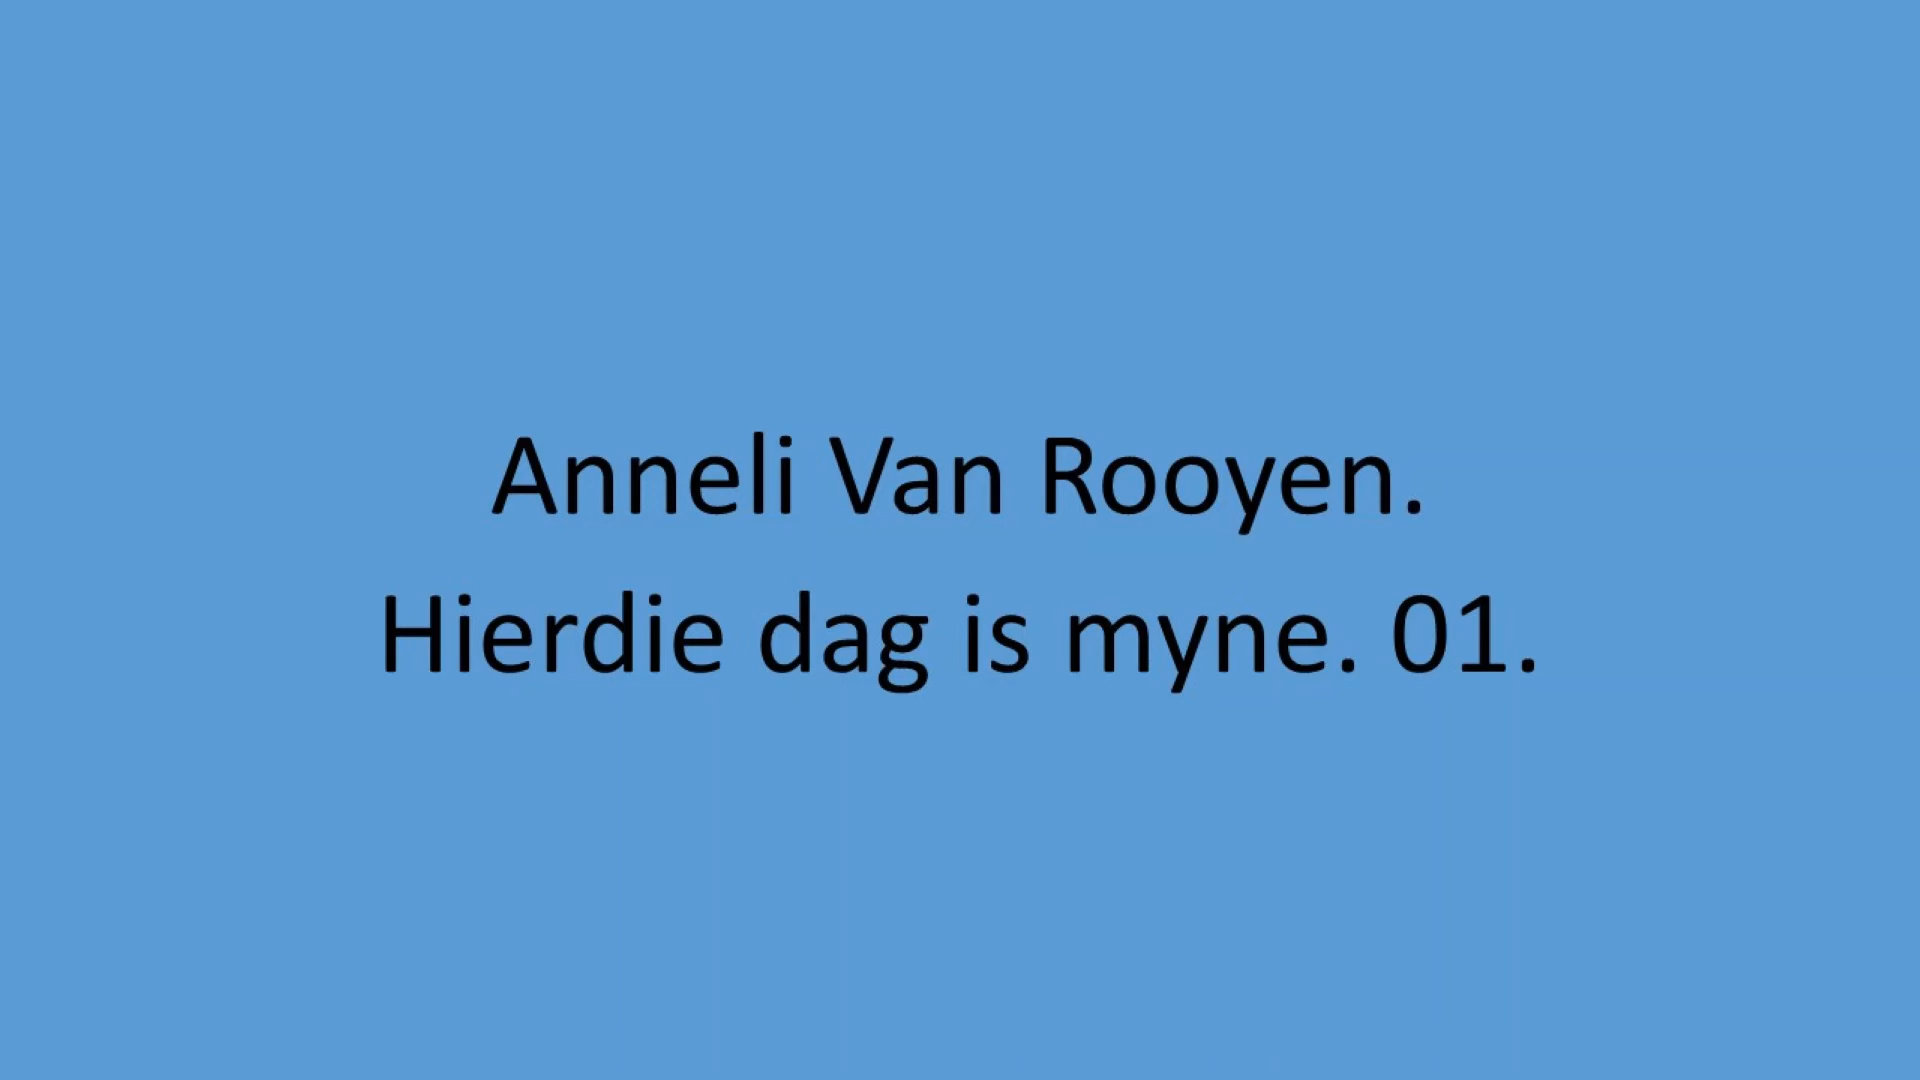 Anneli Van Rooyen.
Hierdie dag is myne. 01.